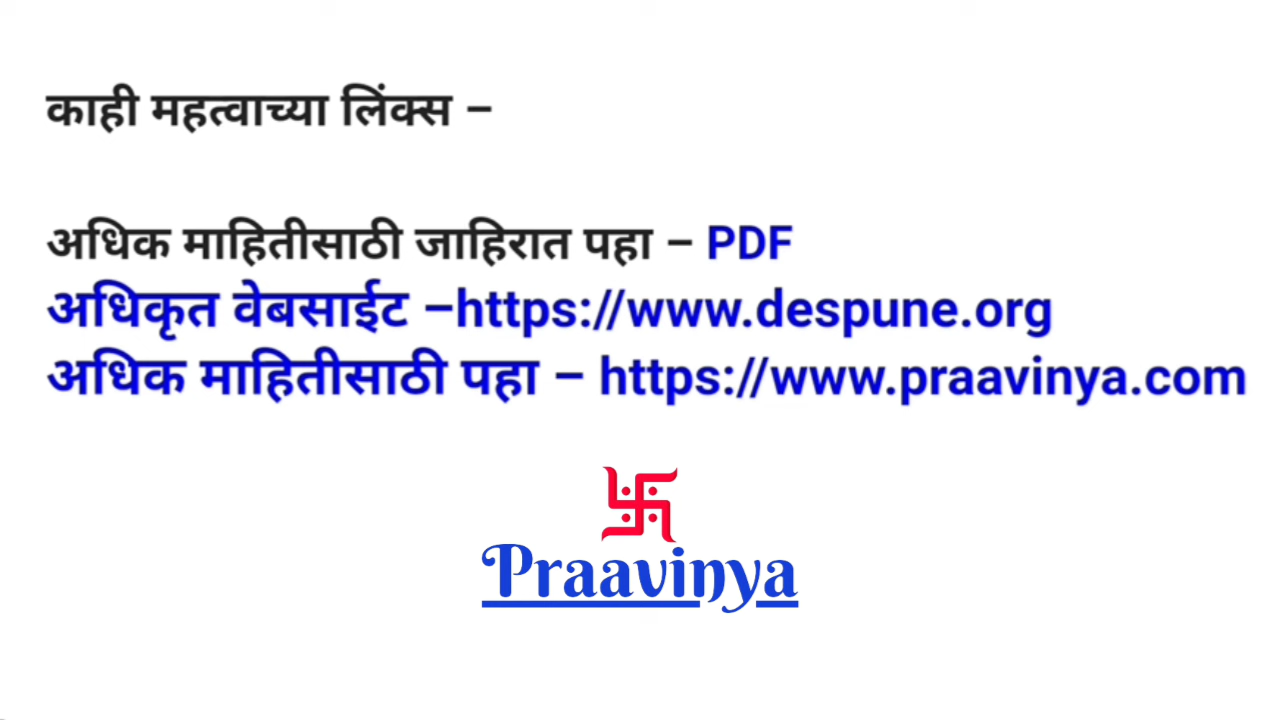 काही महत्वाच्या लिंक्स –
अधिक माहितीसाठी जाहिरात पहा – PDF
अधिकृत वेबसाईट –https://www.despune.org
अधिक माहितीसाठी पहा – https://www.praavinya.com
Praavinya